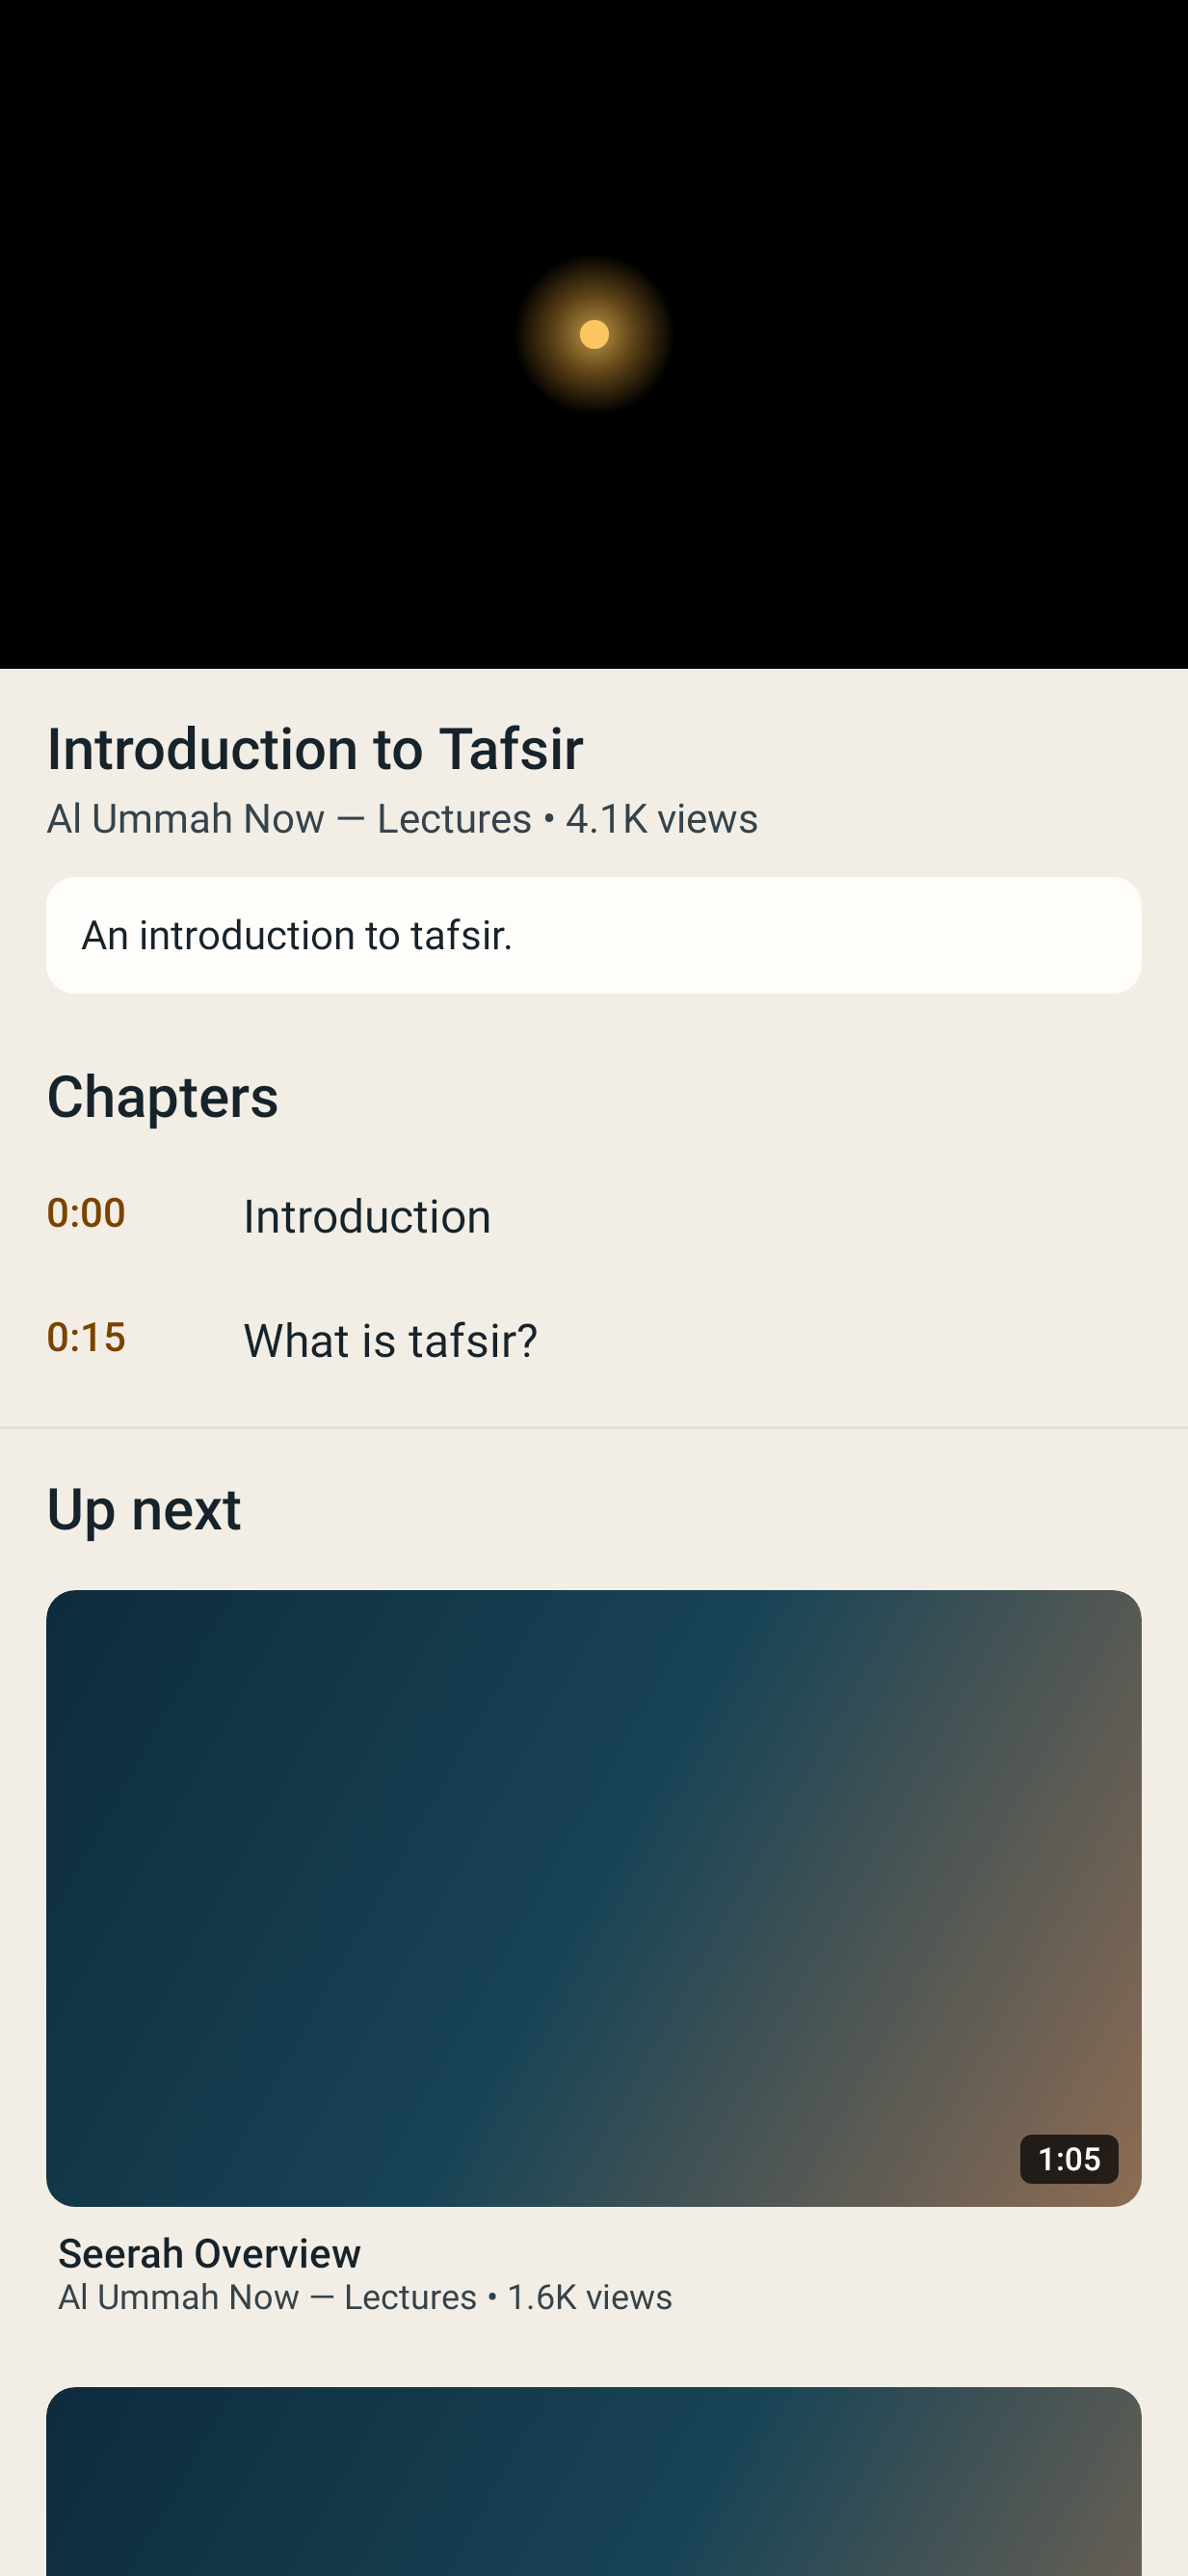 Introduction to Tafsir
Al Ummah Now — Lectures • 4.1K views
An introduction to tafsir.
Chapters
0:00 Introduction
0:15 What is tafsir?
Up next
1:05
Seerah Overview
Al Ummah Now — Lectures • 1.6K views